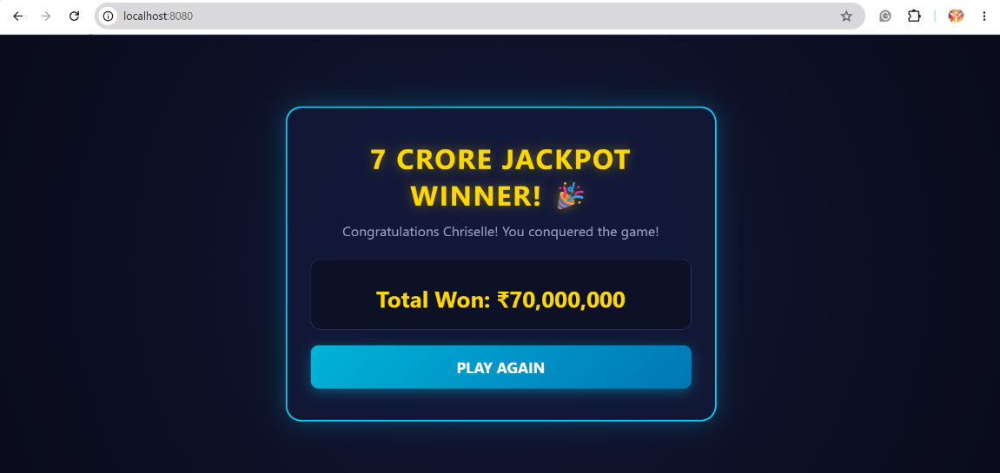 localhost:8080
7 CRORE JACKPOT
WINNER! 🎉
Congratulations Chriselle! You conquered the game!
Total Won: ₹70,000,000
PLAY AGAIN